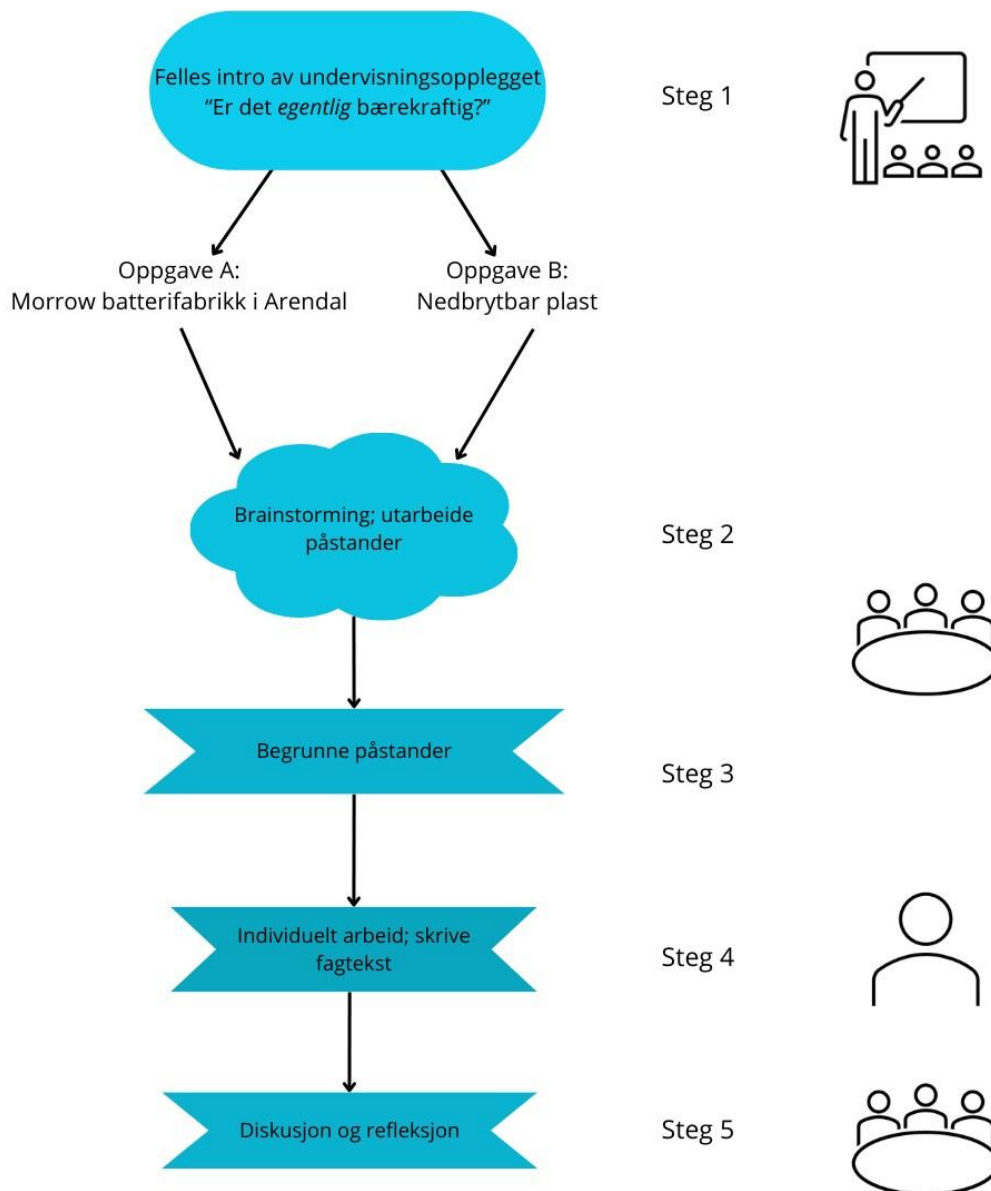 Felles intro av undervisningsopplegget
“Er det egentlig bærekraftig?”
Steg 1
Oppgave A:
Morrow batterifabrikk i Arendal
Oppgave B:
Nedbrytbar plast
Brainstorming; utarbeide
påstander
Steg 2
Begrunne påstander
Steg 3
Individuelt arbeid; skrive
fagtekst
Steg 4
Diskusjon og refleksjon
Steg 5